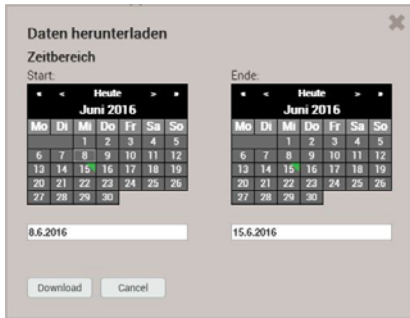 Daten herunterladen
Zeitbereich
Start:
« < Heute > »
Juni 2016
Mo Di Mi Do Fr Sa So
1 2 3 4 5
6 7 8 9 10 11 12
13 14 15 16 17 18 19
20 21 22 23 24 25 26
27 28 29 30
8.6.2016
Ende:
« < Heute > »
Juni 2016
Mo Di Mi Do Fr Sa So
1 2 3 4 5
6 7 8 9 10 11 12
13 14 15 16 17 18 19
20 21 22 23 24 25 26
27 28 29 30
15.6.2016
Download Cancel